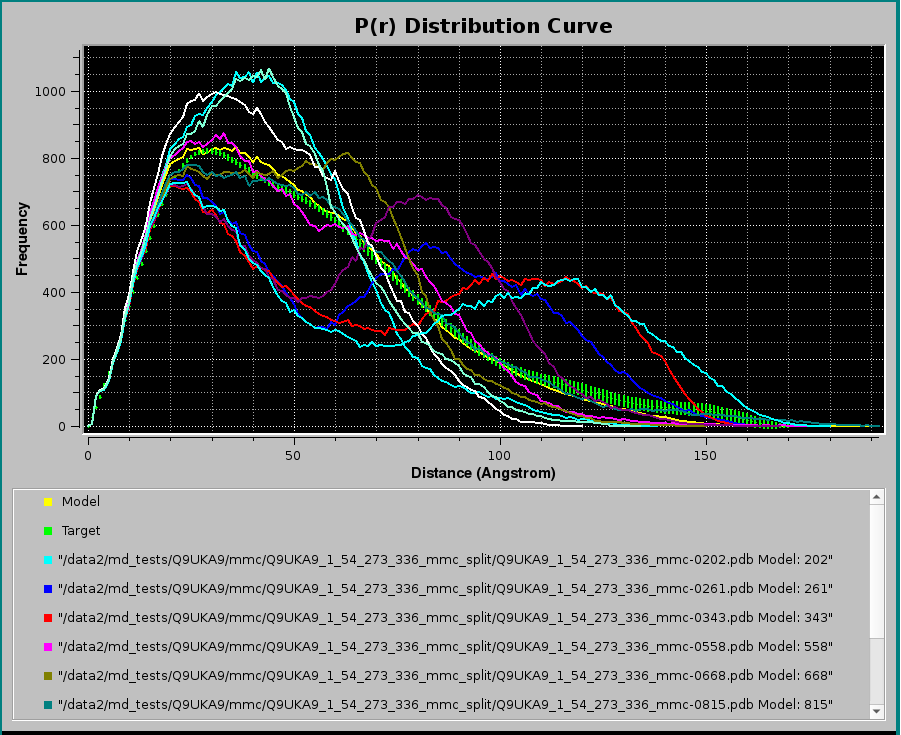 P(r) Distribution Curve
Frequency
1000
800
600
400
200
0
0 50 100 150
Distance (Angstrom)
Model
Target
"/data2/md_tests/Q9UKA9/mmc/Q9UKA9_1_54_273_336_mmc_split/Q9UKA9_1_54_273_336_mmc-0202.pdb Model: 202"
"/data2/md_tests/Q9UKA9/mmc/Q9UKA9_1_54_273_336_mmc_split/Q9UKA9_1_54_273_336_mmc-0261.pdb Model: 261"
"/data2/md_tests/Q9UKA9/mmc/Q9UKA9_1_54_273_336_mmc_split/Q9UKA9_1_54_273_336_mmc-0343.pdb Model: 343"
"/data2/md_tests/Q9UKA9/mmc/Q9UKA9_1_54_273_336_mmc_split/Q9UKA9_1_54_273_336_mmc-0558.pdb Model: 558"
"/data2/md_tests/Q9UKA9/mmc/Q9UKA9_1_54_273_336_mmc_split/Q9UKA9_1_54_273_336_mmc-0668.pdb Model: 668"
"/data2/md_tests/Q9UKA9/mmc/Q9UKA9_1_54_273_336_mmc_split/Q9UKA9_1_54_273_336_mmc-0815.pdb Model: 815"